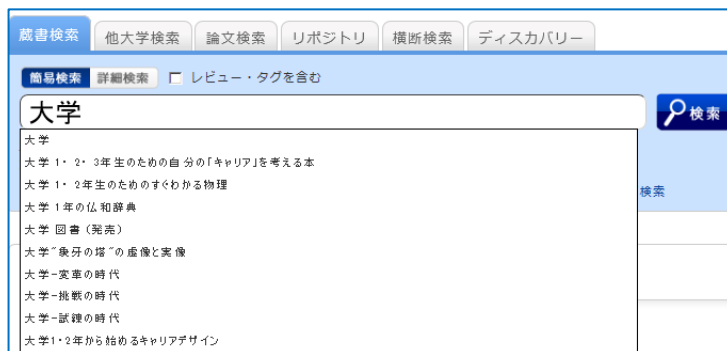 蔵書検索 他大学検索 論文検索 リポジトリ 横断検索 ディスカバリー
簡易検索 詳細検索 レビュー・タグを含む
大学 検索
大学
大学 1・ 2・ 3年生のための自分の「キャリア」を考える本
大学 1・ 2年生のためのすぐわかる物理
検索
大学 1年の仏和辞典
大学 図書（発売）
大学"象牙の塔"の虚像と実像
大学-変革の時代
大学-挑戦の時代
大学-試練の時代
大学1・2年から始めるキャリアデザイン